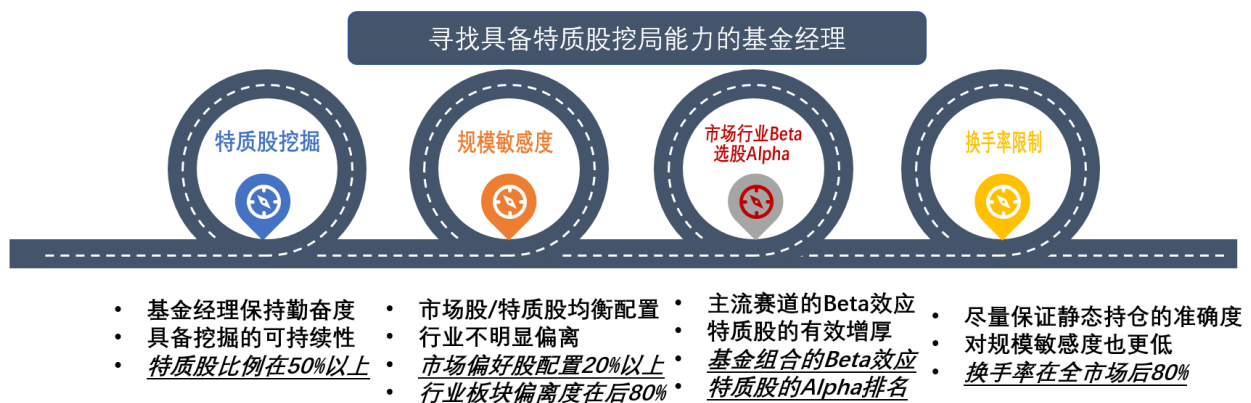 寻找具备特质股挖局能力的基金经理
特质股挖掘
规模敏感度
市场行业Beta
选股Alpha
换手率限制
• 基金经理保持勤奋度
• 具备挖掘的可持续性
• 特质股比例在50%以上
• 市场股/特质股均衡配置
• 行业不明显偏离
• 市场偏好股配置20%以上
• 行业板块偏离度在后80%
• 主流赛道的Beta效应
• 特质股的有效增厚
• 基金组合的Beta效应
• 特质股的Alpha排名
• 尽量保证静态持仓的准确度
• 对规模敏感度也更低
• 换手率在全市场后80%